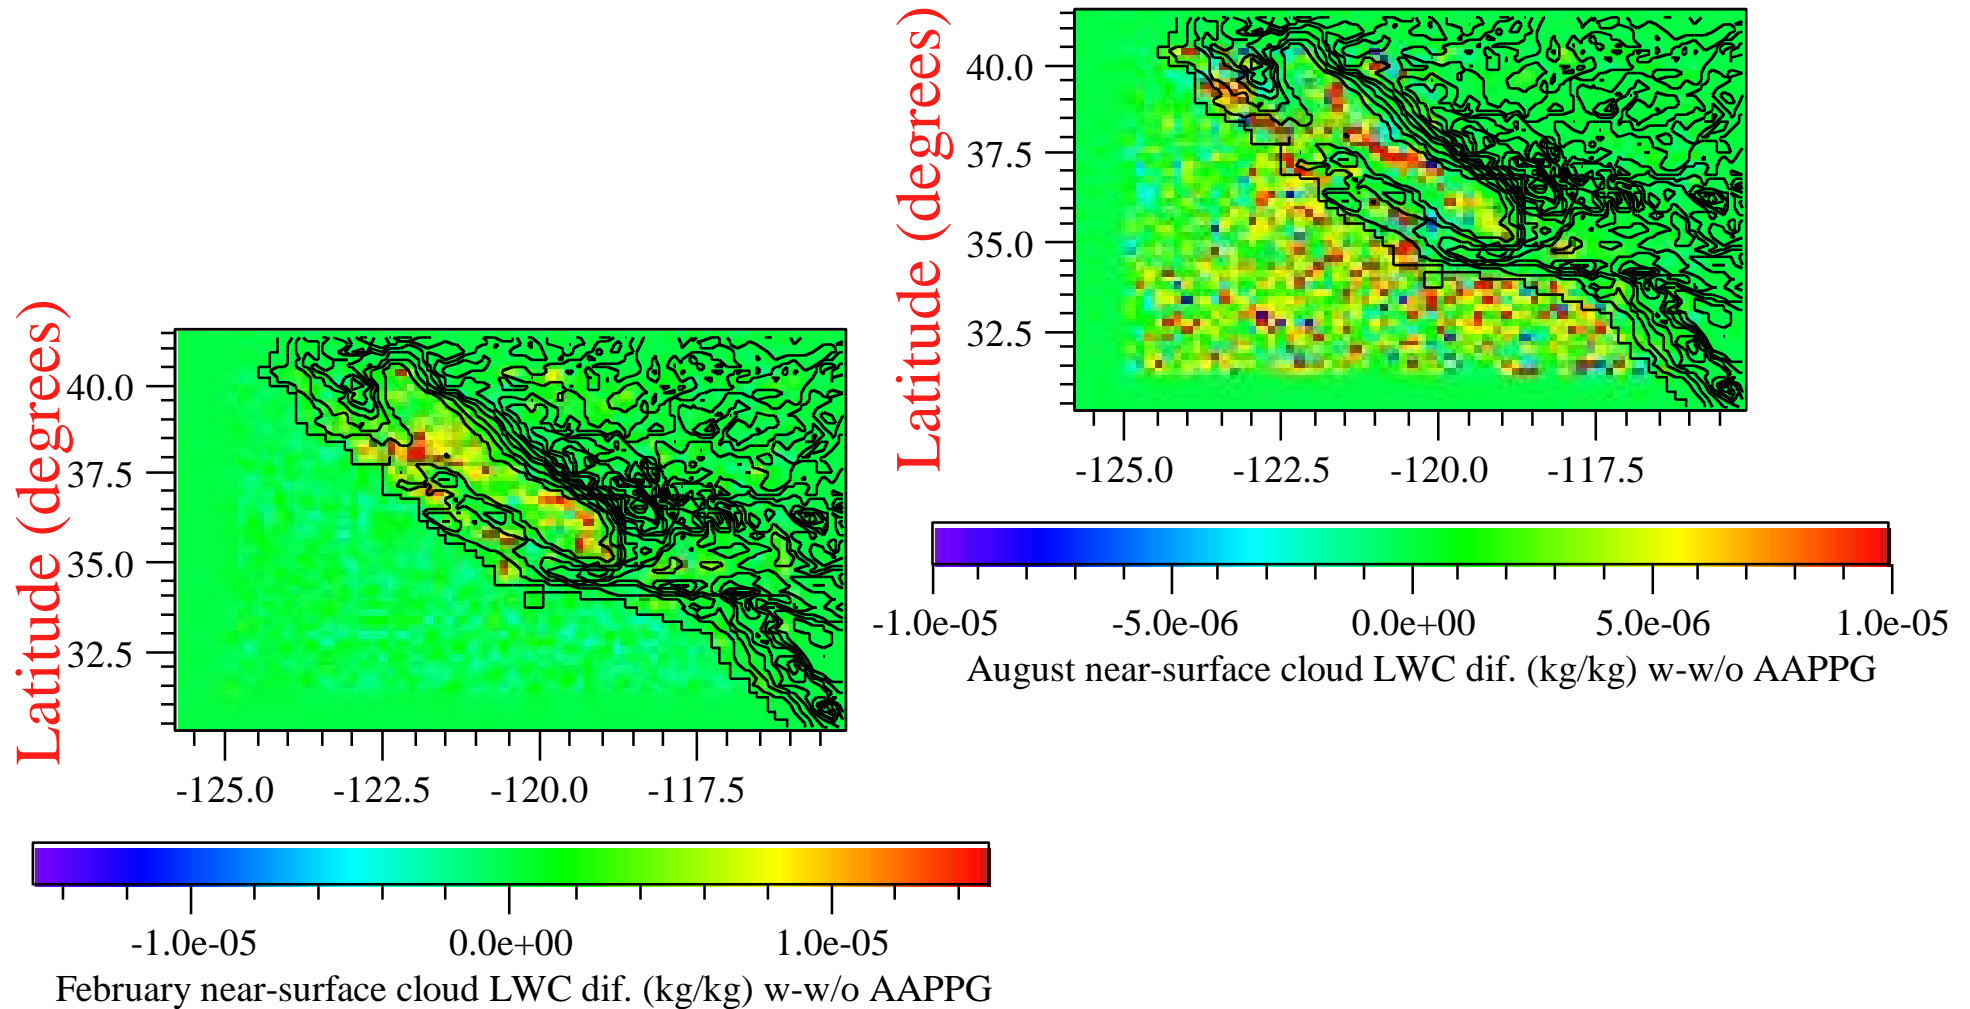 Latitude (degrees)
40.0
37.5
35.0
32.5
-125.0 -122.5 -120.0 -117.5
-1.0e-05 0.0e+00 1.0e-05
February near-surface cloud LWC dif. (kg/kg) w-w/o AAPPG
Latitude (degrees)
40.0
37.5
35.0
32.5
-125.0 -122.5 -120.0 -117.5
-1.0e-05 -5.0e-06 0.0e+00 5.0e-06 1.0e-05
August near-surface cloud LWC dif. (kg/kg) w-w/o AAPPG